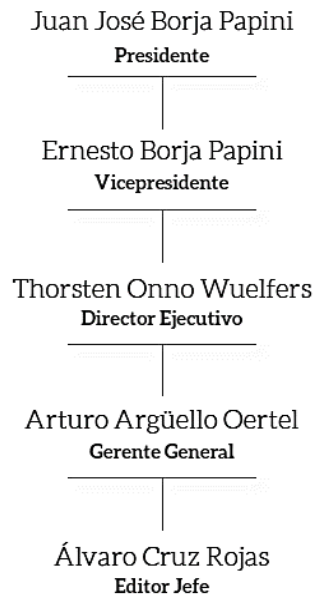 Juan José Borja Papini
Presidente
Ernesto Borja Papini
Vicepresidente
Thorsten Onno Wuelfers
Director Ejecutivo
Arturo Argüello Oertel
Gerente General
Álvaro Cruz Rojas
Editor Jefe